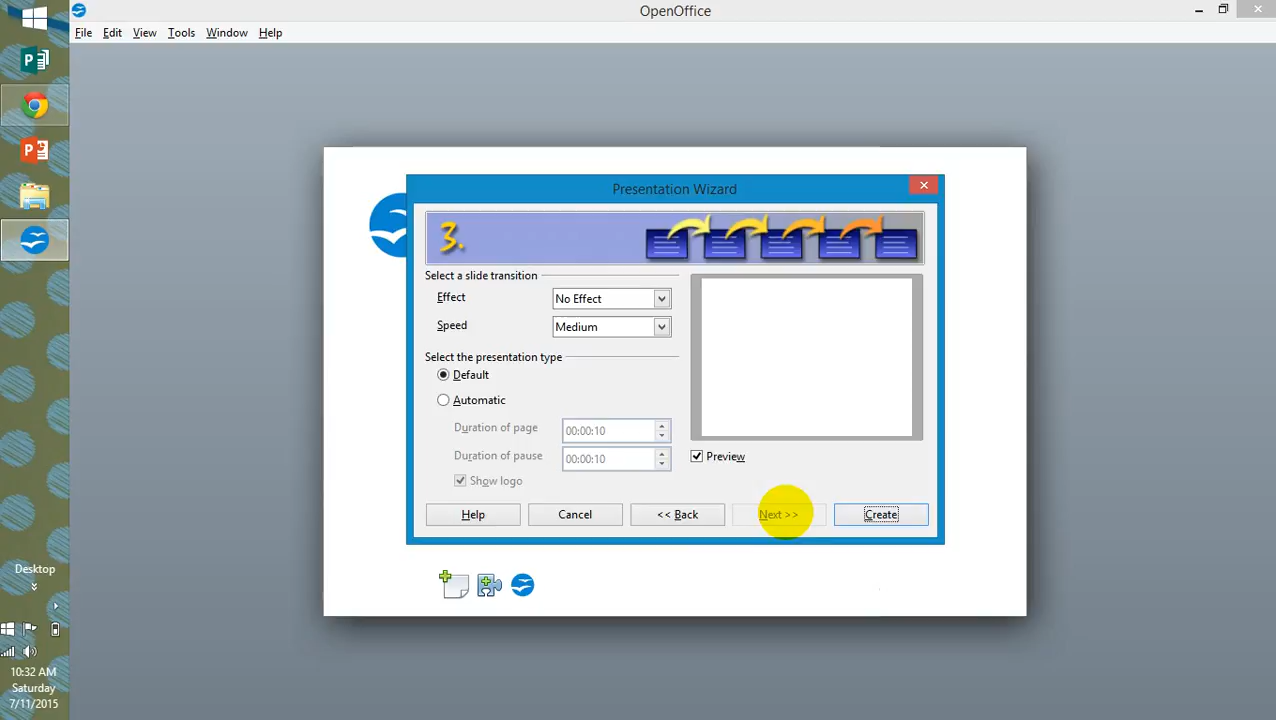 OpenOffice
File Edit View Tools Window Help
Presentation Wizard
3.
Select a slide transition
Effect No Effect
Speed Medium
Select the presentation type
Default
Automatic
Duration of page 00:00:10
Duration of pause 00:00:10
Show logo
Preview
Help Cancel << Back Next >> Create
Desktop
10:32 AM
Saturday
7/11/2015